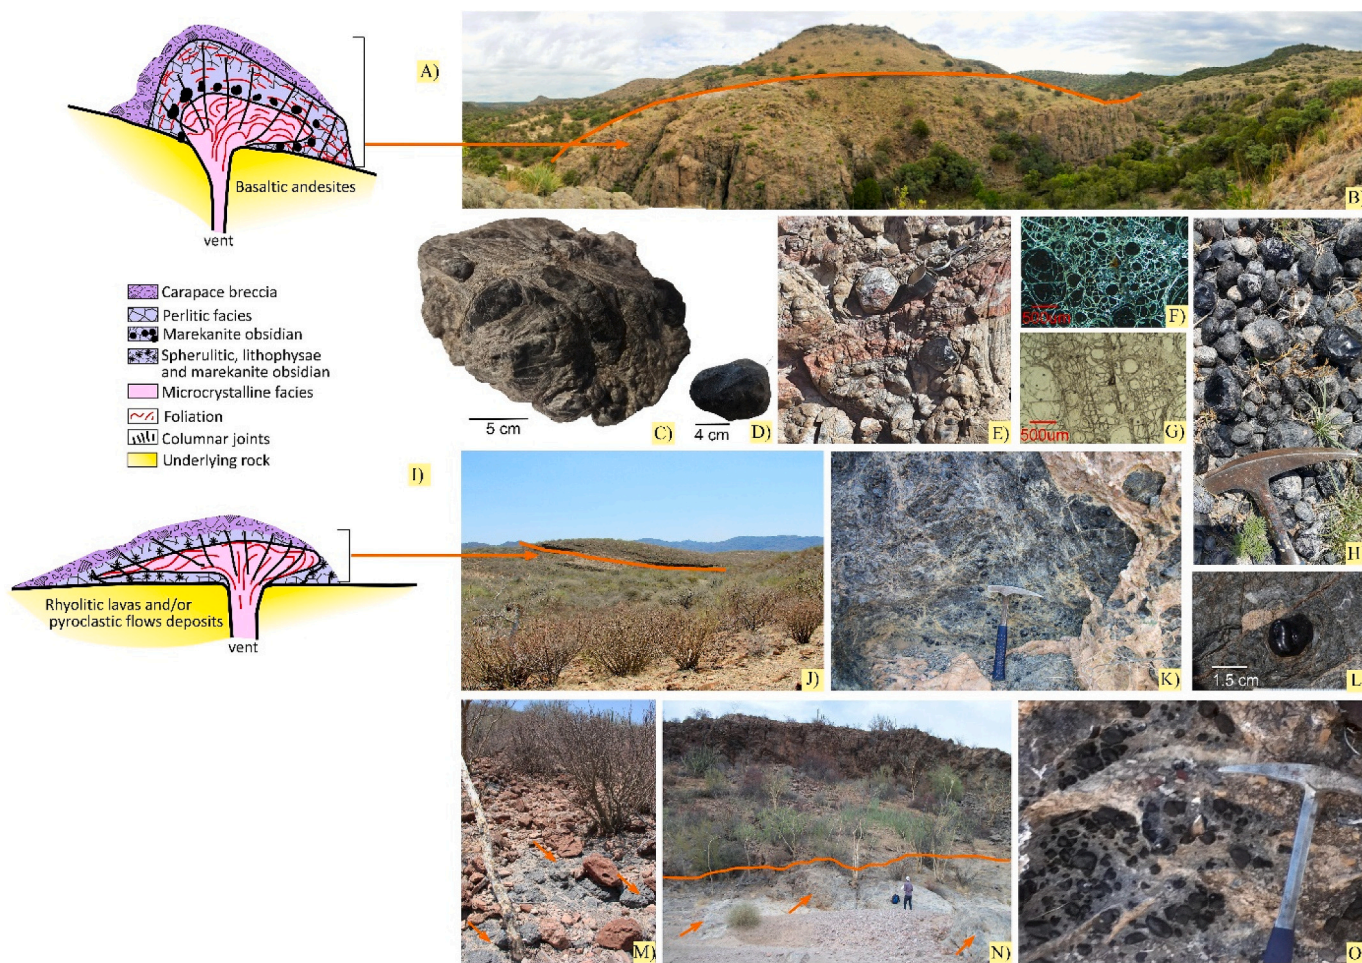 A)
Basaltic andesites
vent
B)
Carapace breccia
Perlitic facies
Marekanite obsidian
Spherulitic, lithophysae
and marekanite obsidian
Microcrystalline facies
Foliation
Columnar joints
Underlying rock
5 cm
C)
4 cm
D)
E)
500um
F)
500um
G)
H
I)
Rhyolitic lavas and/or
pyroclastic flows deposits
vent
J)
K)
1.5 cm
L
M)
N)
O